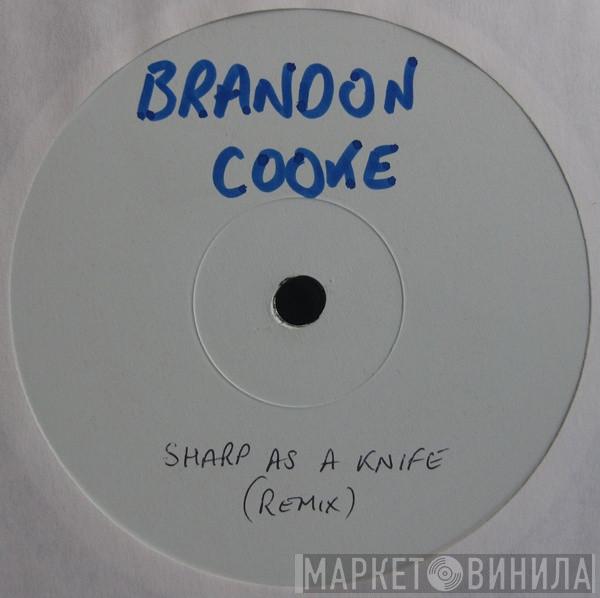 BRANDON
COOKE
SHARP AS A KNIFE
(REMIX)
МАРКЕТ ВИНИЛА